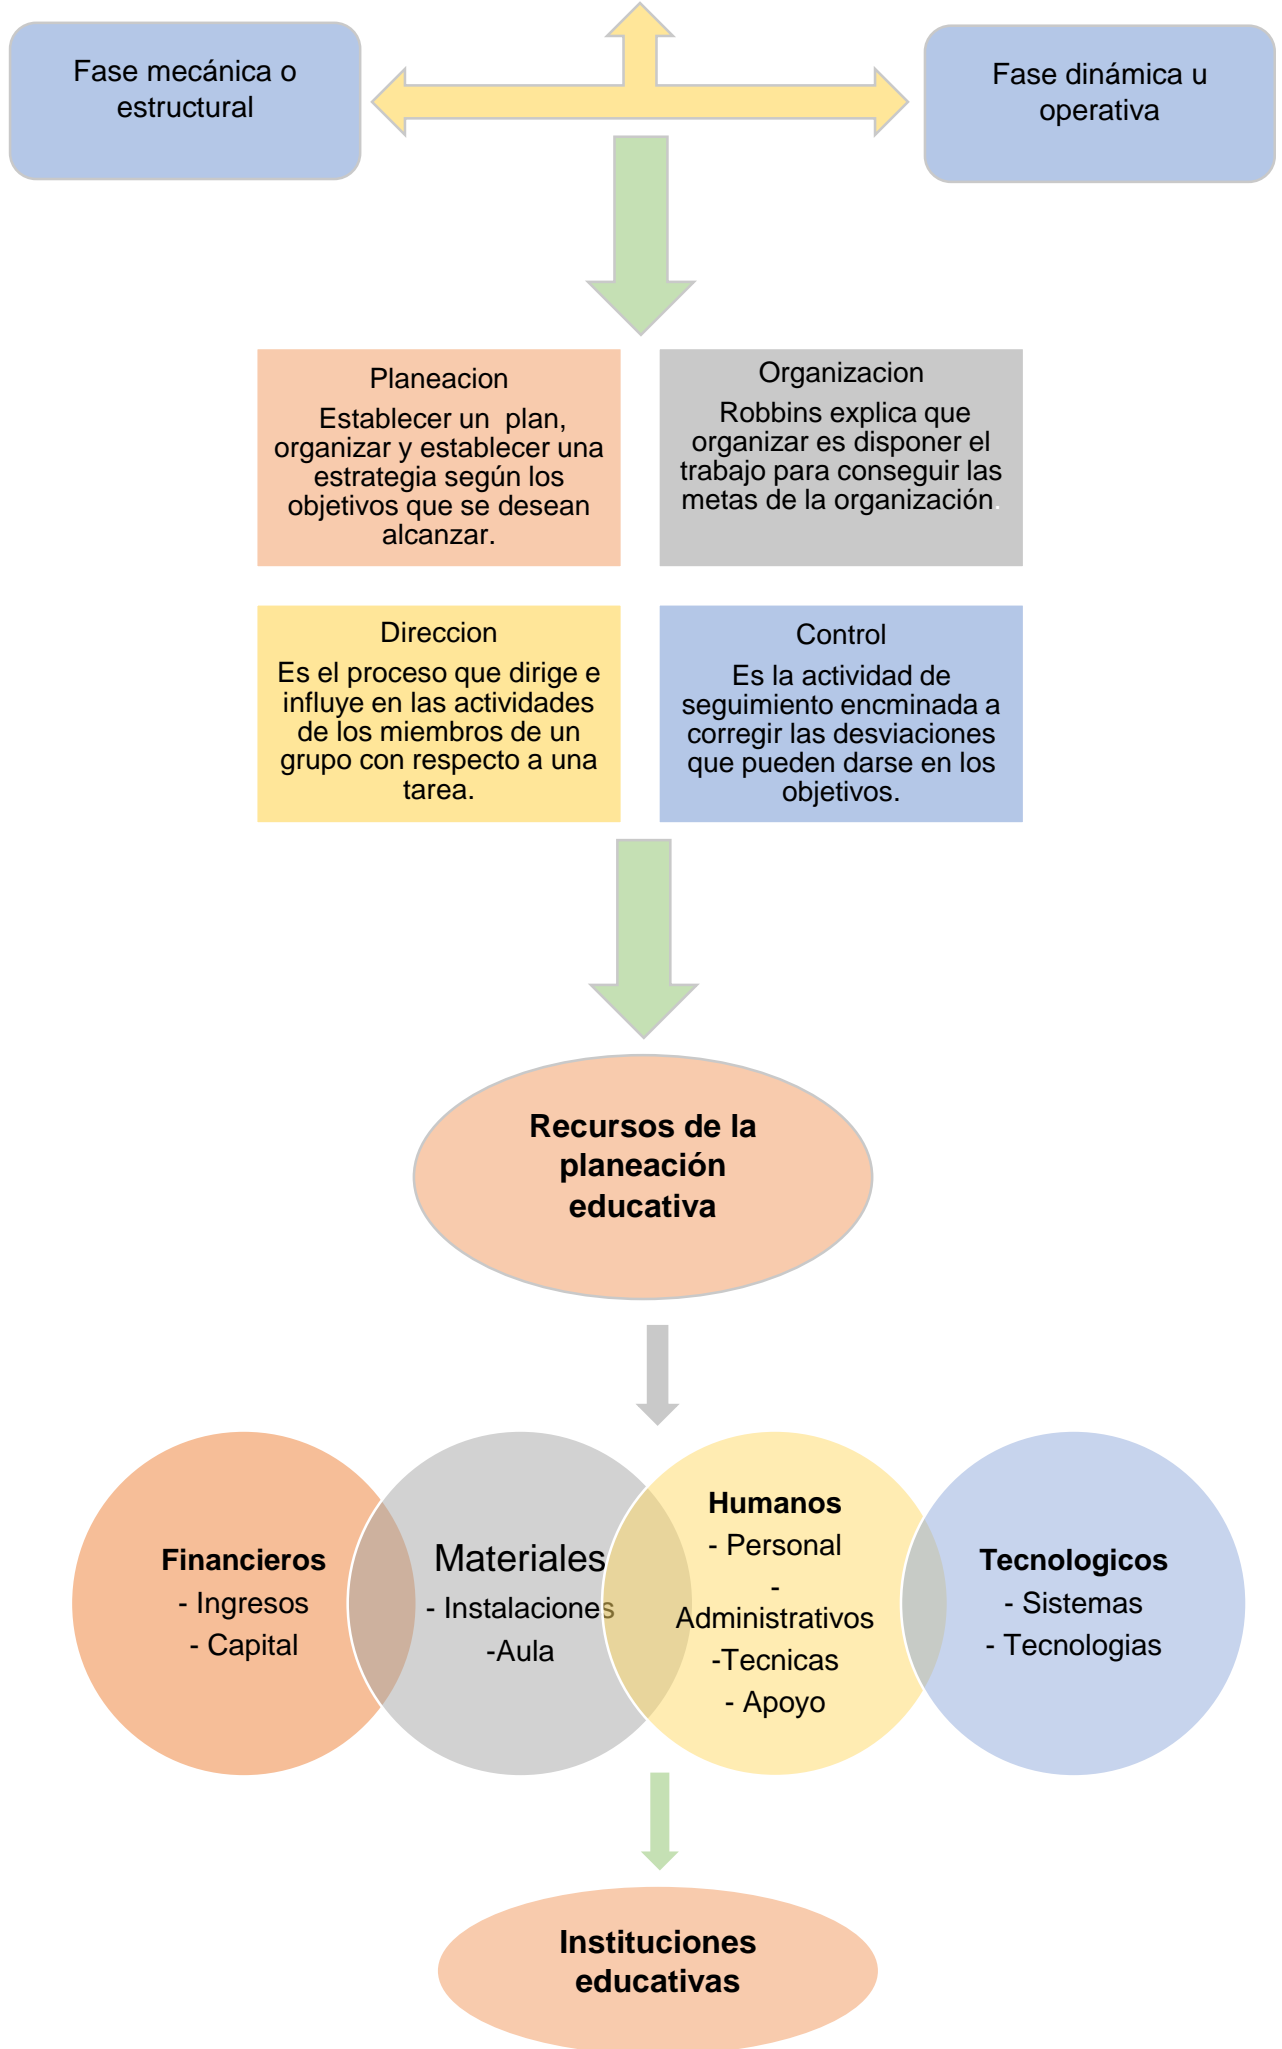 Fase mecánica o
estructural
Fase dinámica u
operativa
Planeacion
Establecer un plan,
organizar y establecer una
estrategia según los
objetivos que se desean
alcanzar.
Organizacion
Robbins explica que
organizar es disponer el
trabajo para conseguir las
metas de la organización.
Direccion
Es el proceso que dirige e
influye en las actividades
de los miembros de un
grupo con respecto a una
tarea.
Control
Es la actividad de
seguimiento encminada a
corregir las desviaciones
que pueden darse en los
objetivos.
Recursos de la
planeación
educativa
Financieros
- Ingresos
- Capital
Materiales
- Instalaciones
-Aula
Humanos
- Personal
-
Administrativos
-Tecnicas
- Apoyo
Tecnologicos
- Sistemas
- Tecnologias
Instituciones
educativas